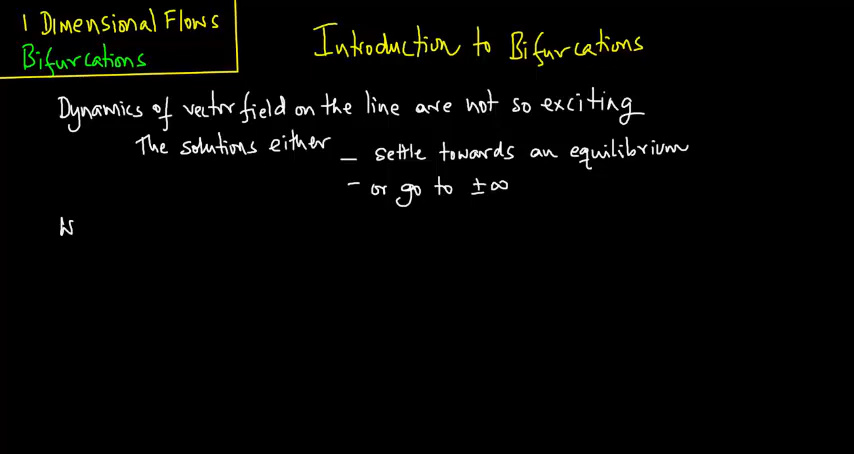 1 Dimensional Flows
Bifurcations
Introduction to Bifurcations
Dynamics of vector field on the line are not so exciting
The solutions either
– settle towards an equilibrium
– or go to ±∞